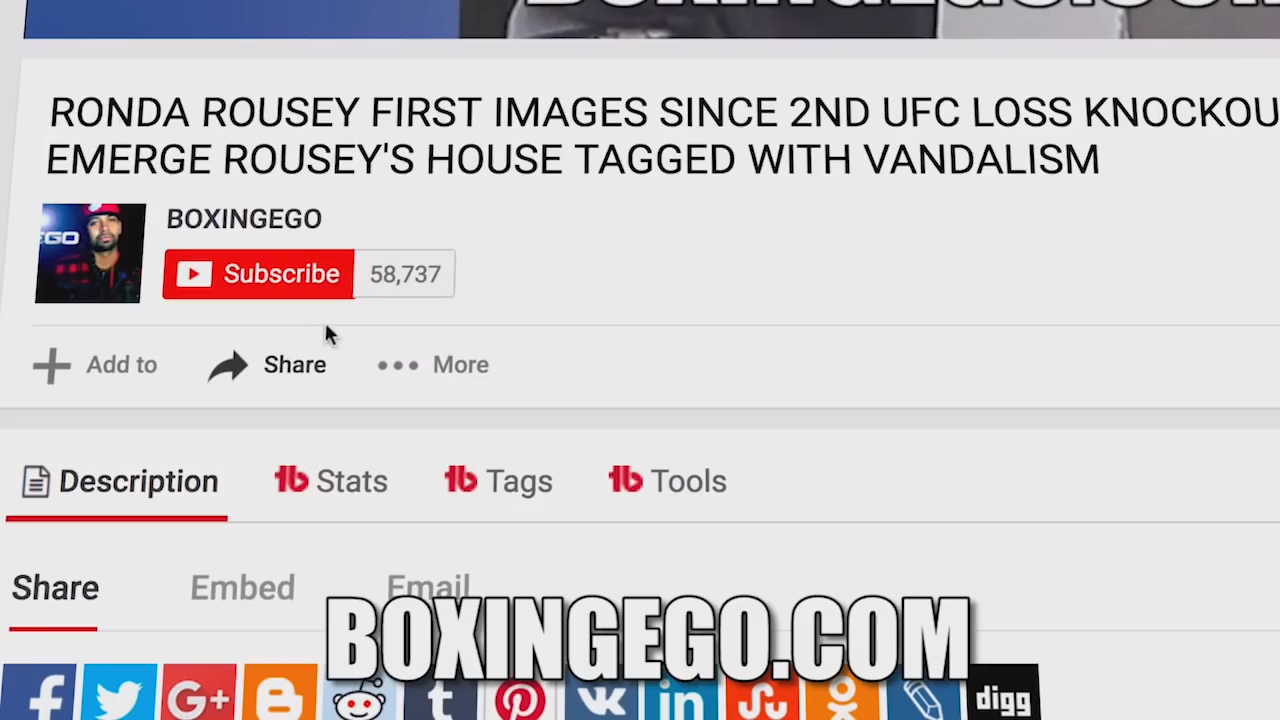 RONDA ROUSEY FIRST IMAGES SINCE 2ND UFC LOSS
EMERGE ROUSEY'S HOUSE TAGGED WITH VANDALISM
EGO
BOXINGEGO
Subscribe 58,737
Add to Share More
Description Stats Tags Tools
Share Embed Email
BOXINGEGO.COM
digg